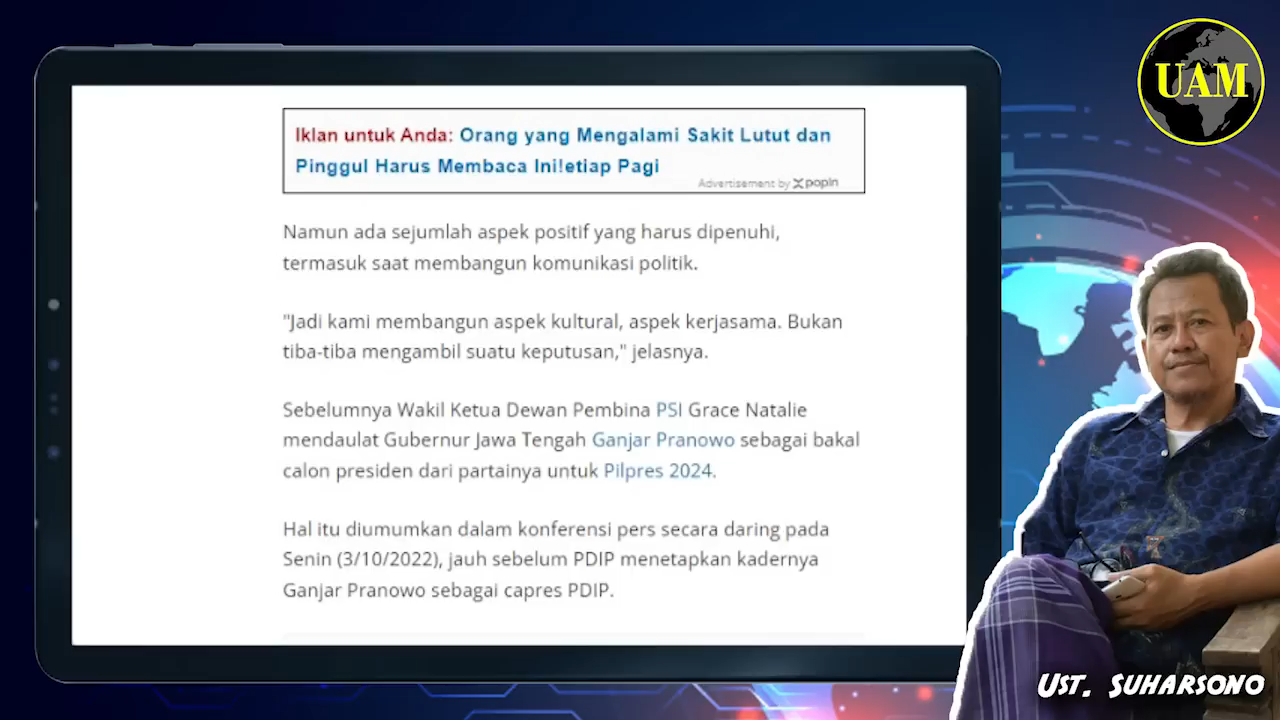 Iklan untuk Anda: Orang yang Mengalami Sakit Lutut dan
Pinggul Harus Membaca Ini!etiap Pagi
Advertisement by popIn
Namun ada sejumlah aspek positif yang harus dipenuhi,
termasuk saat membangun komunikasi politik.
"Jadi kami membangun aspek kultural, aspek kerjasama. Bukan
tiba-tiba mengambil suatu keputusan," jelasnya.
Sebelumnya Wakil Ketua Dewan Pembina PSI Grace Natalie
mendaulat Gubernur Jawa Tengah Ganjar Pranowo sebagai bakal
calon presiden dari partainya untuk Pilpres 2024.
Hal itu diumumkan dalam konferensi pers secara daring pada
Senin (3/10/2022), jauh sebelum PDIP menetapkan kadernya
Ganjar Pranowo sebagai capres PDIP.
UAM
UST. SUHARSONO